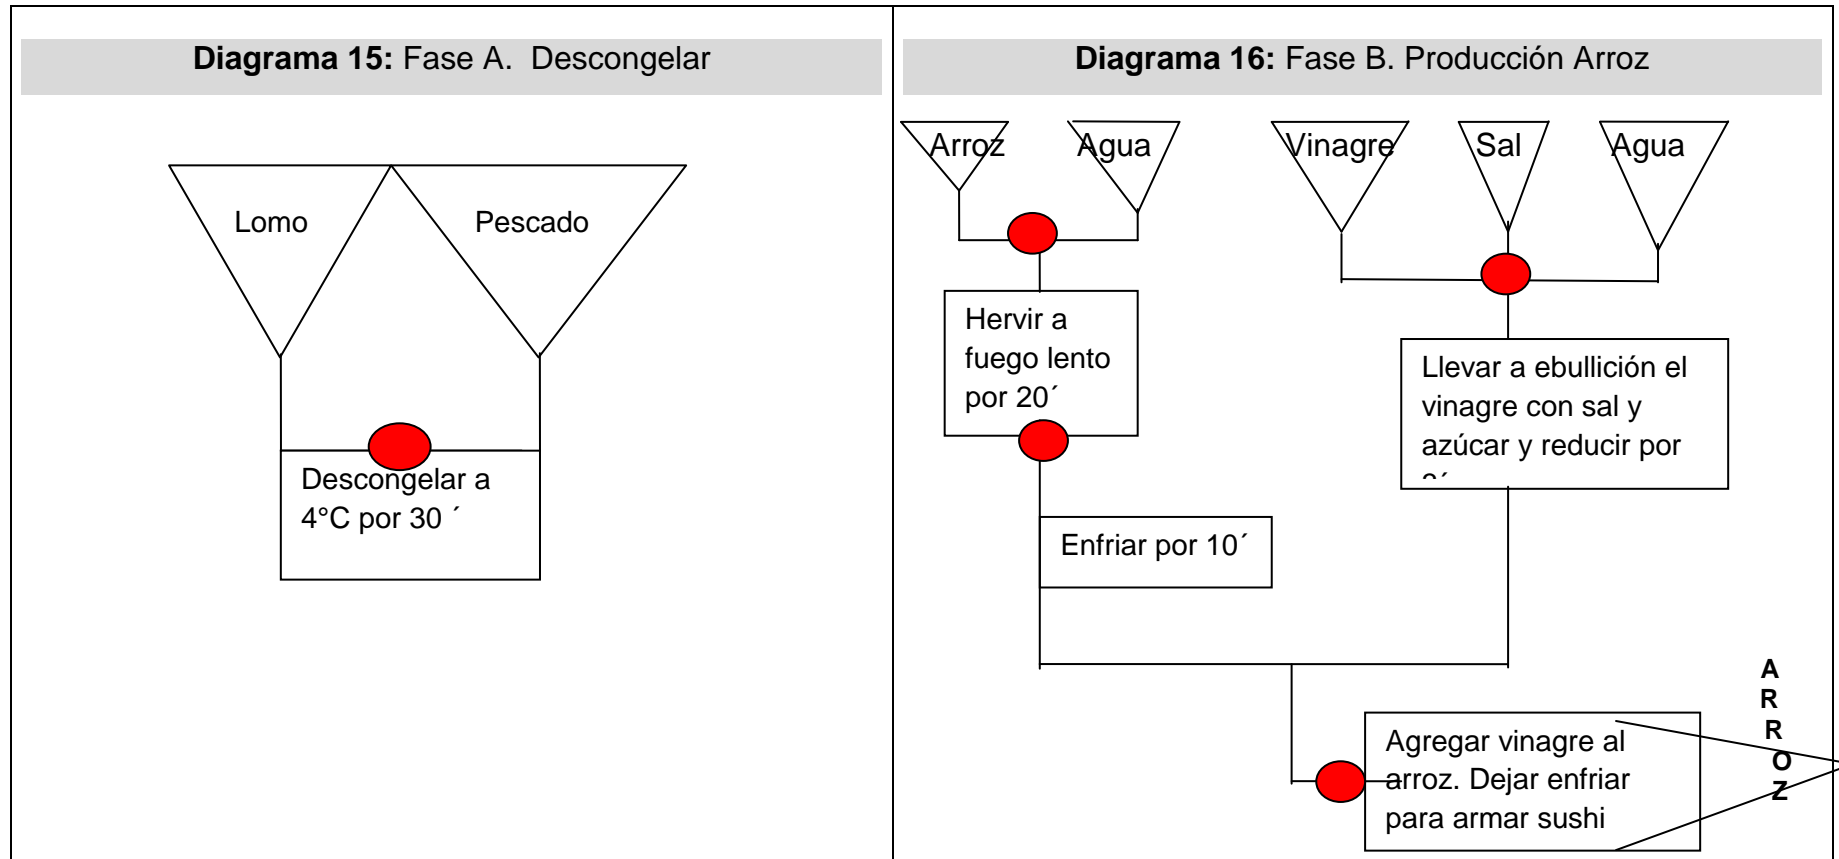 Diagrama 15: Fase A. Descongelar
Lomo
Pescado
Descongelar a
4°C por 30 ´
Diagrama 16: Fase B. Producción Arroz
Arroz
Agua
Vinagre
Sal
Agua
Hervir a
fuego lento
por 20´
Llevar a ebullición el
vinagre con sal y
azúcar y reducir por
Enfriar por 10´
Agregar vinagre al
arroz. Dejar enfriar
para armar sushi
A
R
R
O
Z